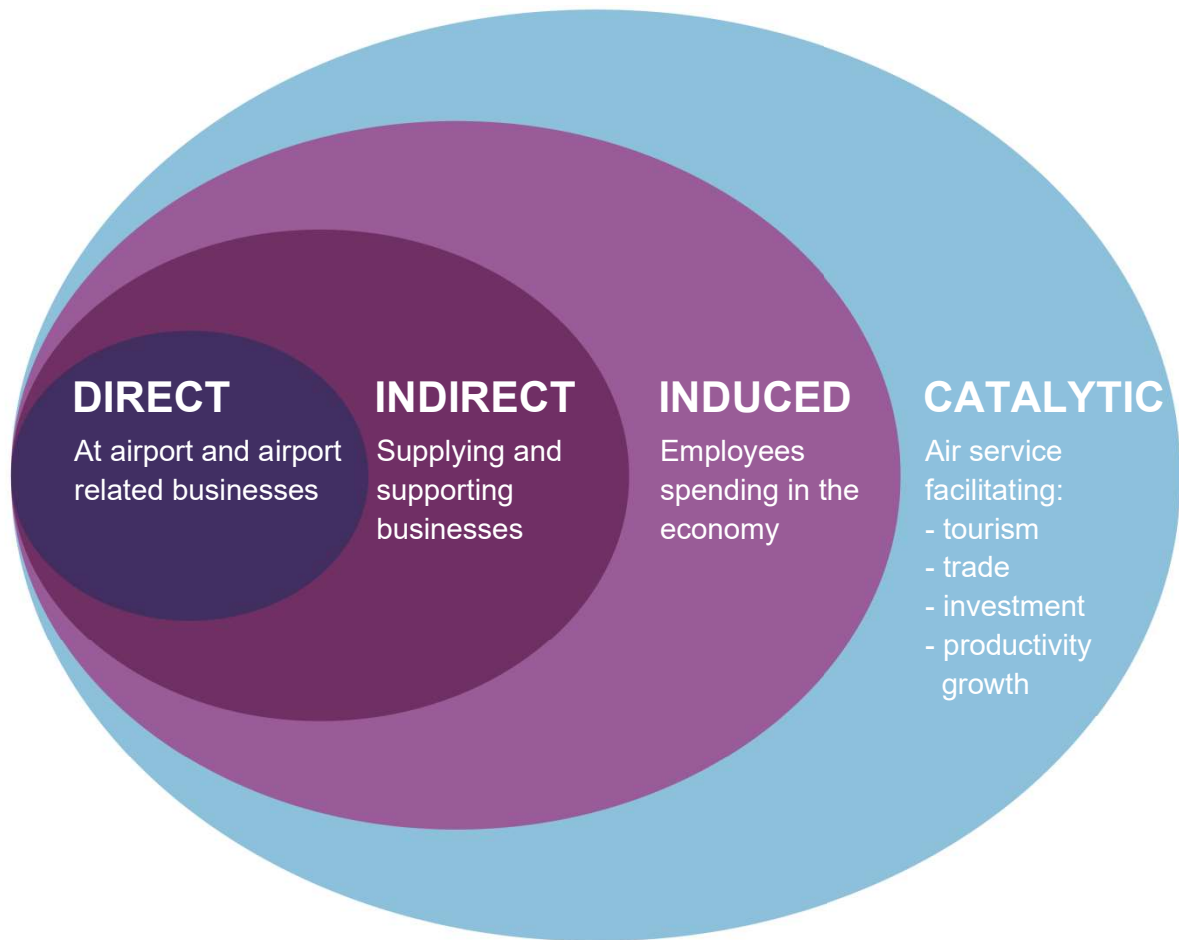 DIRECT
At airport and airport
related businesses
INDIRECT
Supplying and
supporting
businesses
INDUCED
Employees
spending in the
economy
CATALYTIC
Air service
facilitating:
- tourism
- trade
- investment
- productivity
growth